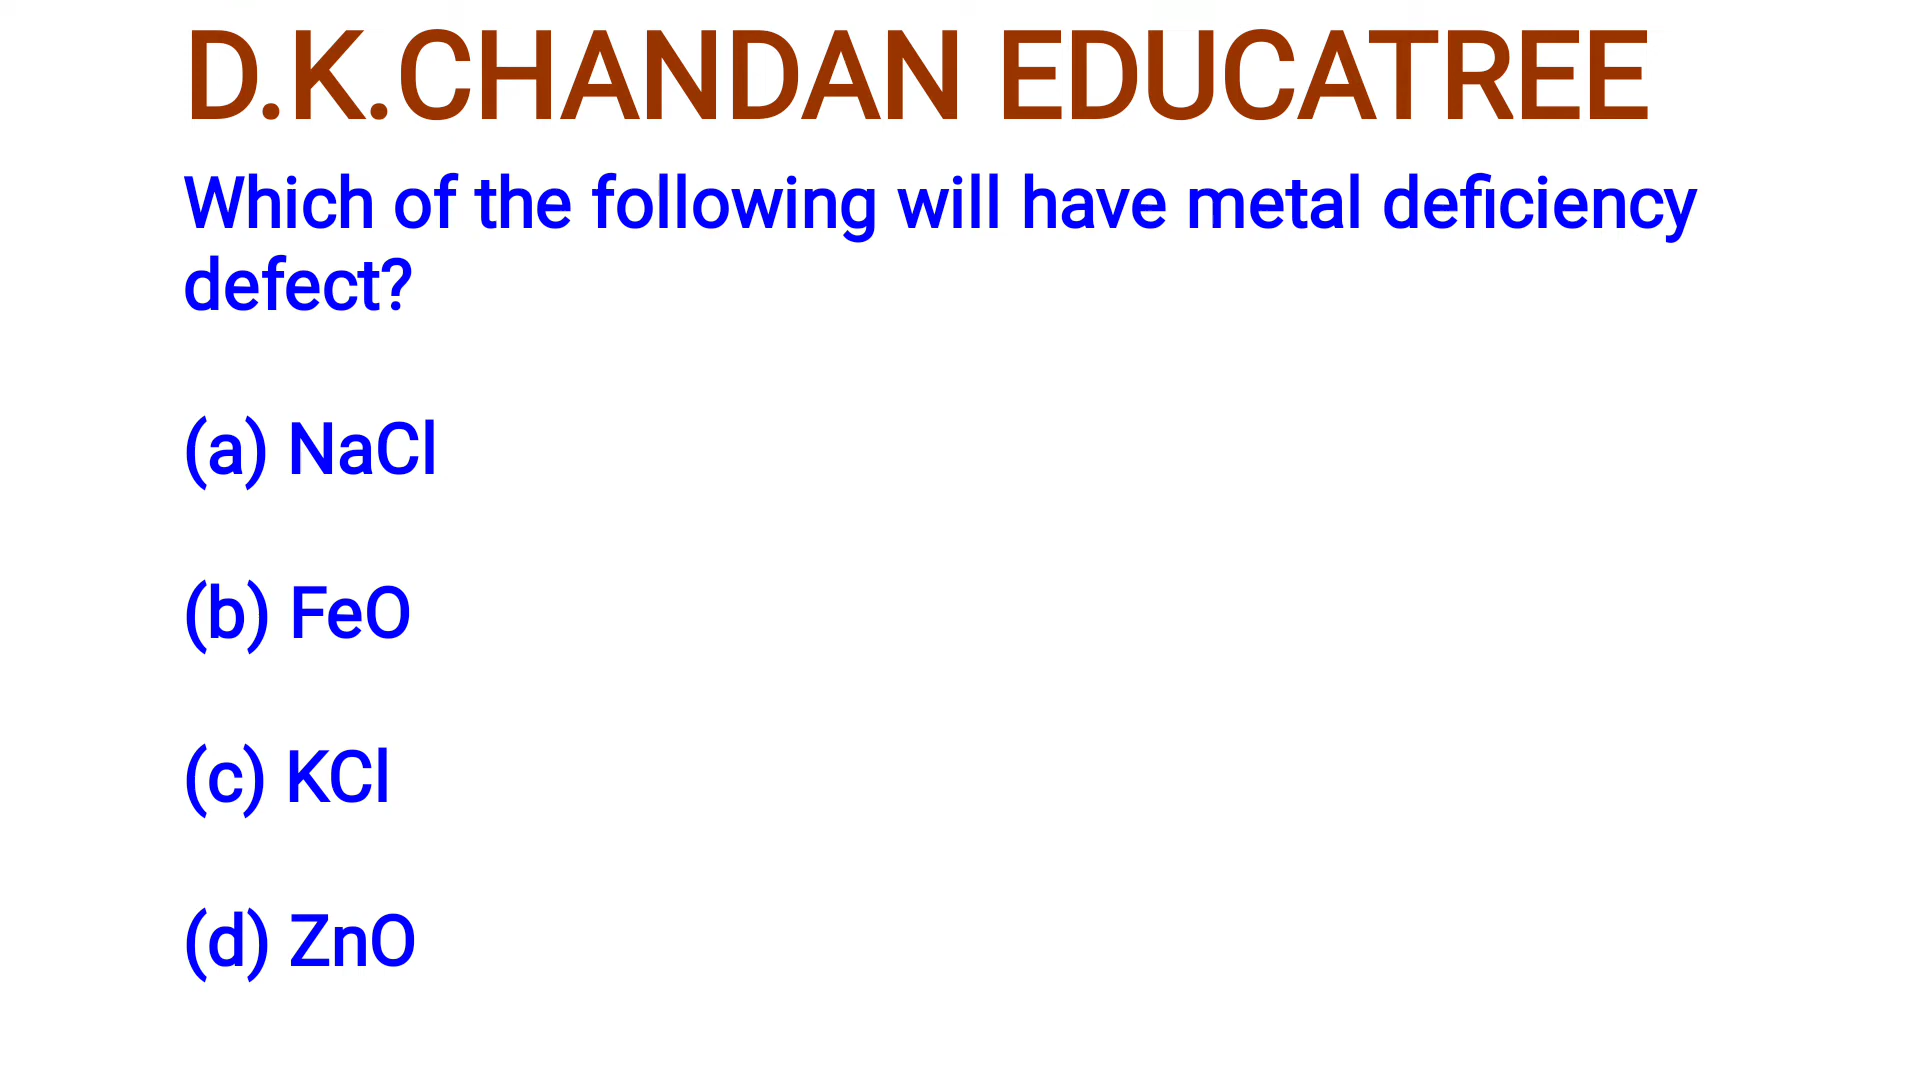 D.K.CHANDAN EDUCATREE
Which of the following will have metal deficiency
defect?
(a) NaCl
(b) FeO
(c) KCl
(d) ZnO